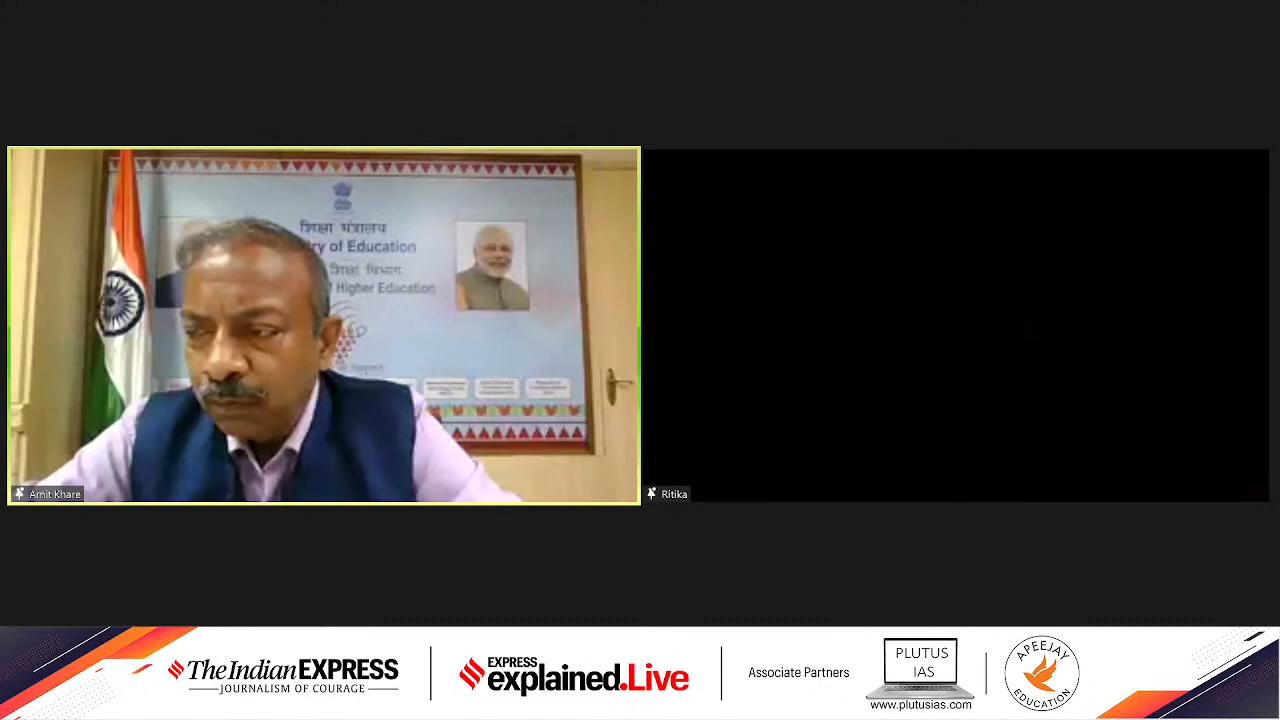 शिक्षा मंत्रालय
ry of Education
शिक्षा विभाग
Higher Education
Amit Khare
Ritika
The Indian EXPRESS
JOURNALISM OF COURAGE
EXPRESS
explained.Live
Associate Partners
PLUTUS
IAS
www.plutusias.com
APEEJAY
EDUCATION